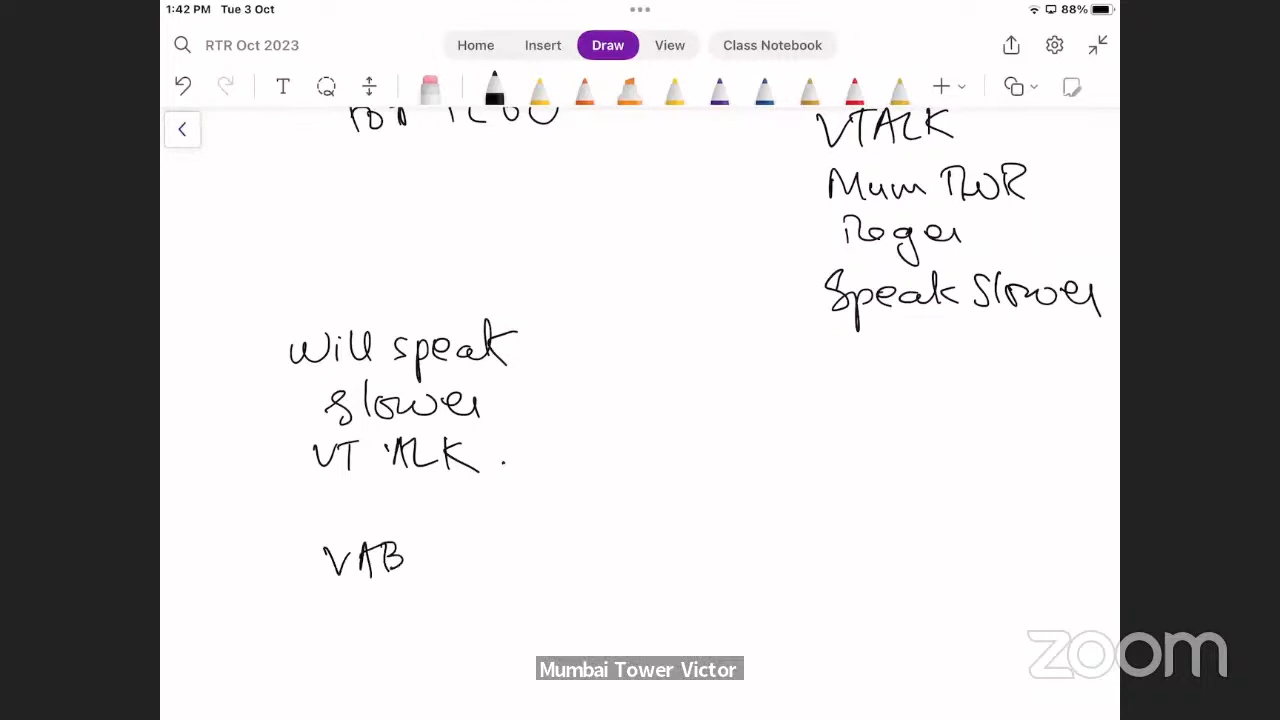 1:42 PM Tue 3 Oct
88%
RTR Oct 2023
Home Insert Draw View Class Notebook
T
VTALK
Mum TWR
Roger
Speak Slower
Will speak
slower
VT ALK .
VAB
Mumbai Tower Victor
zoom